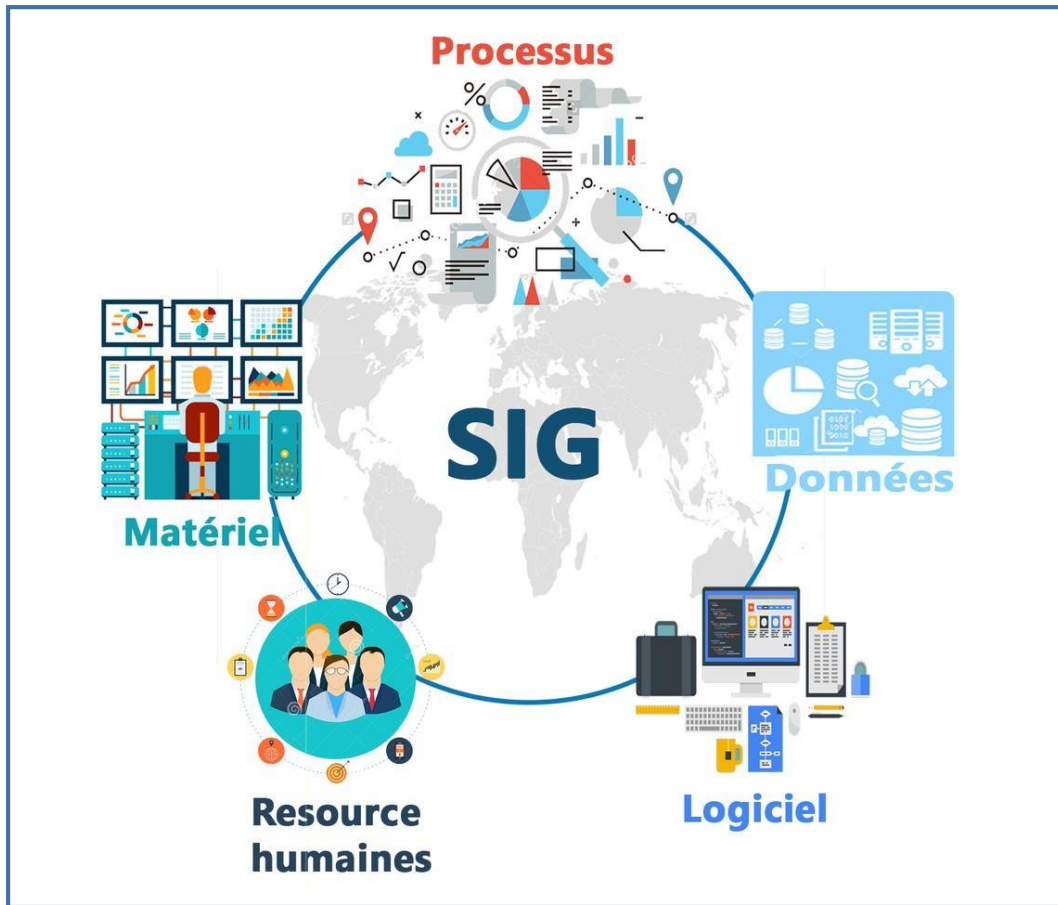 Processus
SIG
Données
Matériel
Resource
humaines
Logiciel